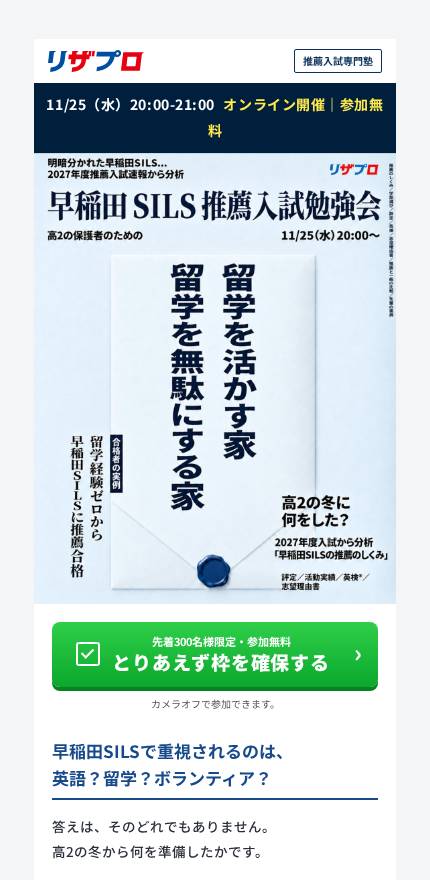 リザプロ
推薦入試専門塾
11/25（水）20:00-21:00 オンライン開催｜参加無
料
明暗分かれた早稲田SILS...
2027年度推薦入試速報から分析
リザプロ
早稲田 SILS 推薦入試勉強会
高2の保護者のための
11/25（水）20:00〜
留学を活かす家
留学を無駄にする家
合格者の実例
留学経験ゼロから
早稲田SILSに推薦合格
高2の冬に
何をした？
2027年度入試から分析
「早稲田SILSの推薦のしくみ」
評定／活動実績／英検®／
志望理由書
先着300名様限定・参加無料
とりあえず枠を確保する
›
カメラオフで参加できます。
早稲田SILSで重視されるのは、
英語？留学？ボランティア？
答えは、そのどれでもありません。
高2の冬から何を準備したかです。